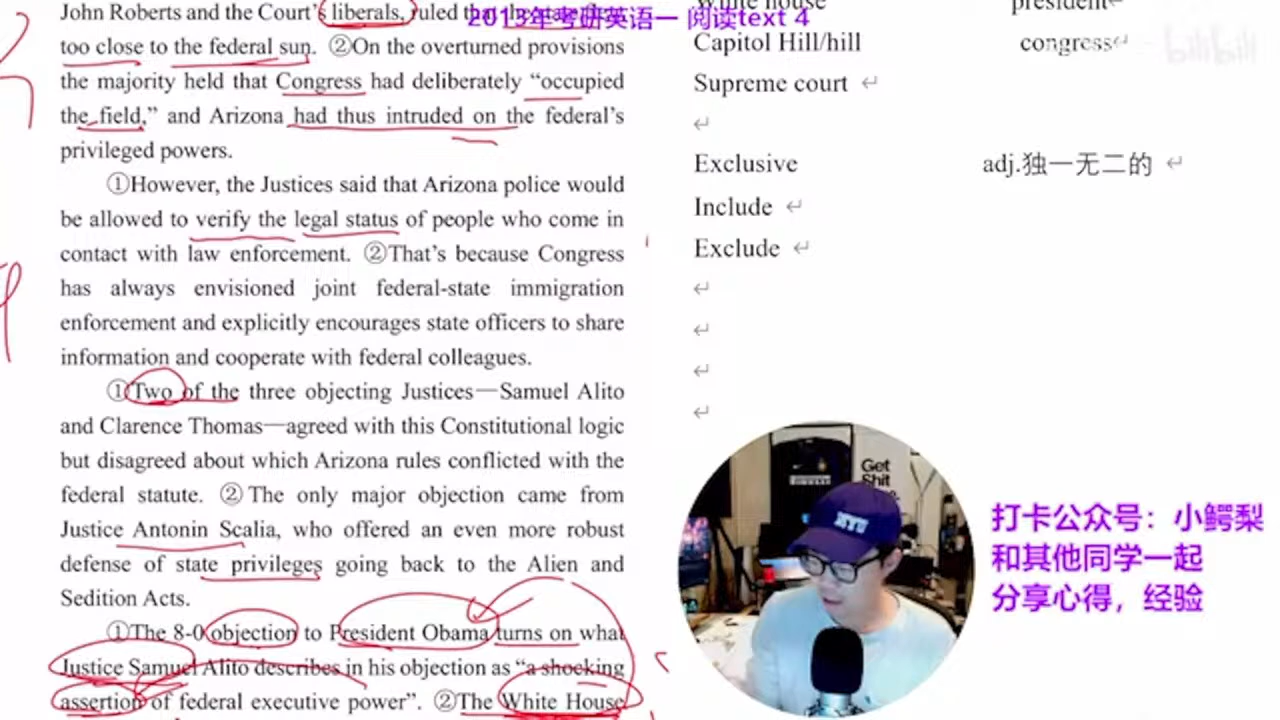 John Roberts and the Court's liberals, ruled that the state flew
too close to the federal sun. ②On the overturned provisions
the majority held that Congress had deliberately “occupied
the field,” and Arizona had thus intruded on the federal's
privileged powers.
①However, the Justices said that Arizona police would
be allowed to verify the legal status of people who come in
contact with law enforcement. ②That's because Congress
has always envisioned joint federal-state immigration
enforcement and explicitly encourages state officers to share
information and cooperate with federal colleagues.
①Two of the three objecting Justices—Samuel Alito
and Clarence Thomas—agreed with this Constitutional logic
but disagreed about which Arizona rules conflicted with the
federal statute. ②The only major objection came from
Justice Antonin Scalia, who offered an even more robust
defense of state privileges going back to the Alien and
Sedition Acts.
①The 8-0 objection to President Obama turns on what
Justice Samuel Alito describes in his objection as “a shocking
assertion of federal executive power”. ②The White House
2013年考研英语一 阅读text 4
White house president
Capitol Hill/hill congress
Supreme court
Exclusive adj.独一无二的
Include
Exclude
bilibili
Get
Shit
打卡公众号：小鳄梨
和其他同学一起
分享心得，经验
NYU